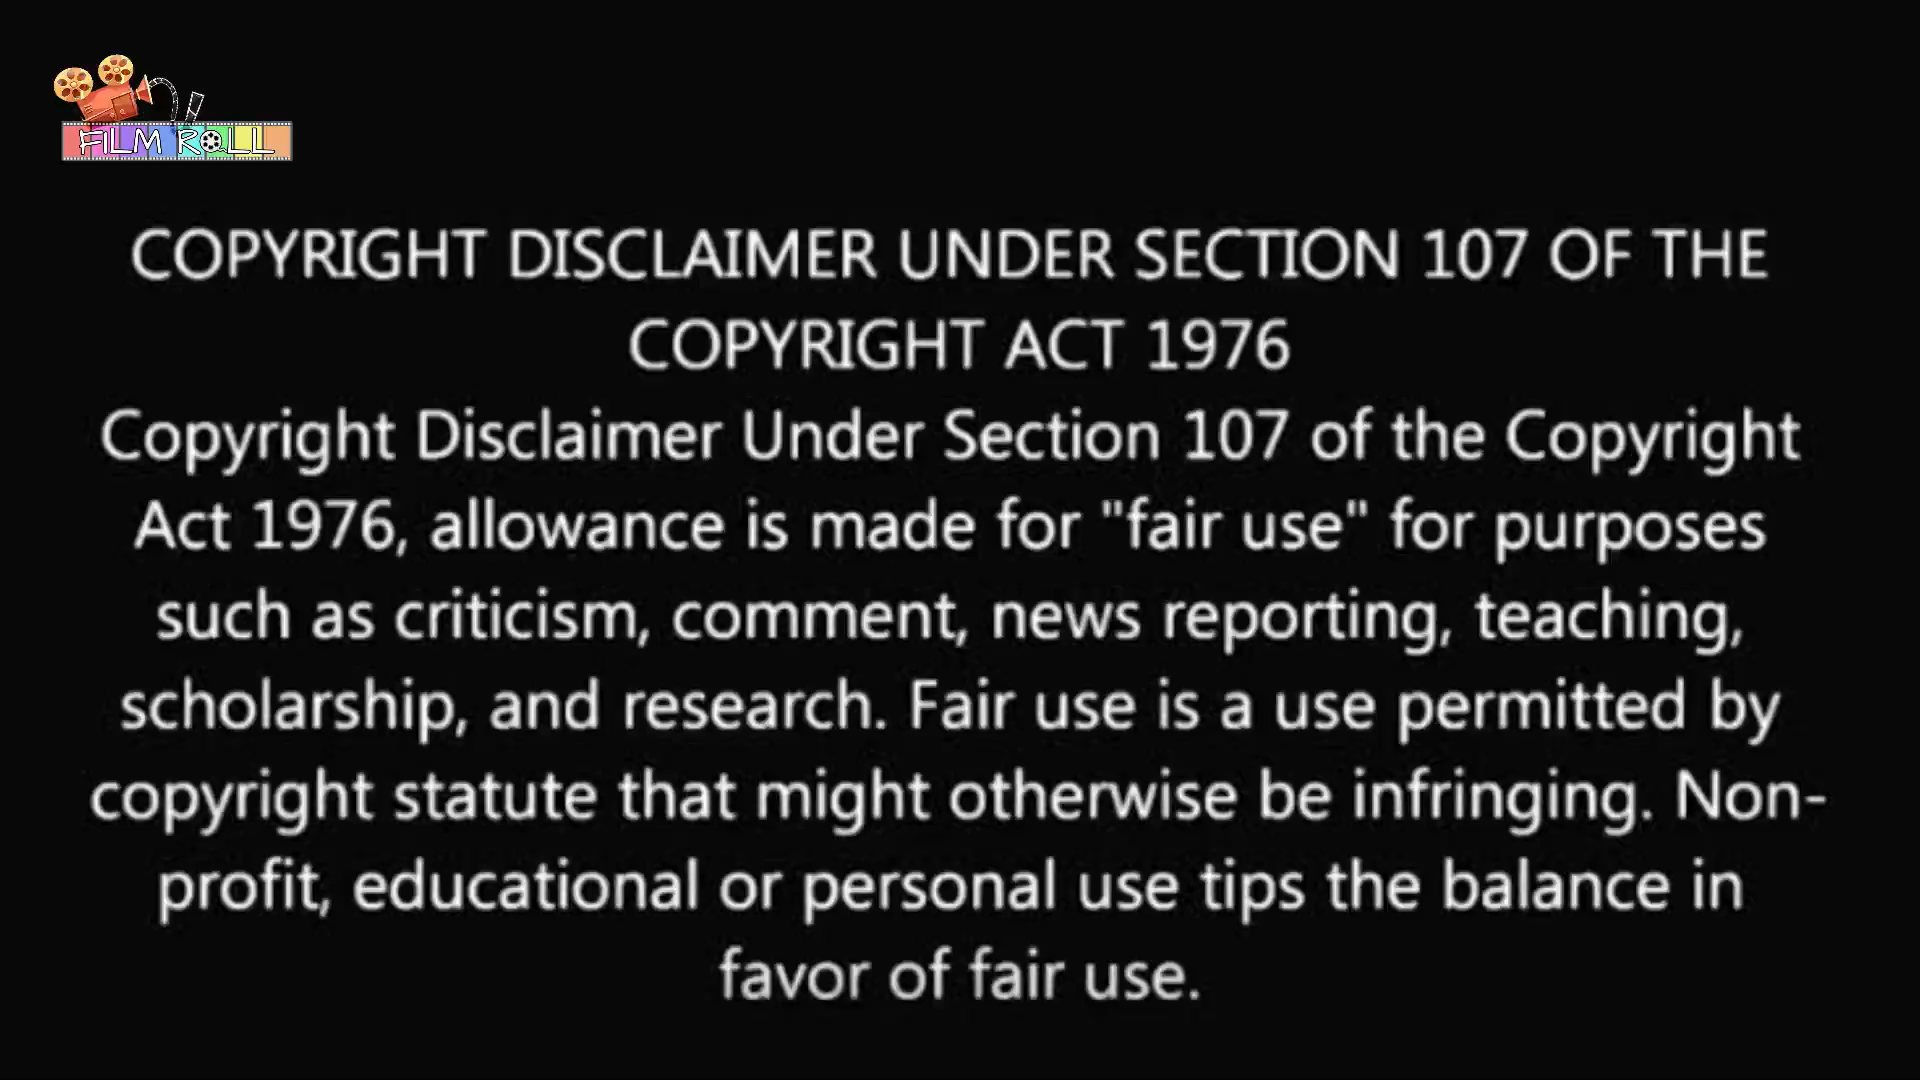 FILM ROLL
COPYRIGHT DISCLAIMER UNDER SECTION 107 OF THE
COPYRIGHT ACT 1976
Copyright Disclaimer Under Section 107 of the Copyright
Act 1976, allowance is made for "fair use" for purposes
such as criticism, comment, news reporting, teaching,
scholarship, and research. Fair use is a use permitted by
copyright statute that might otherwise be infringing. Non-
profit, educational or personal use tips the balance in
favor of fair use.